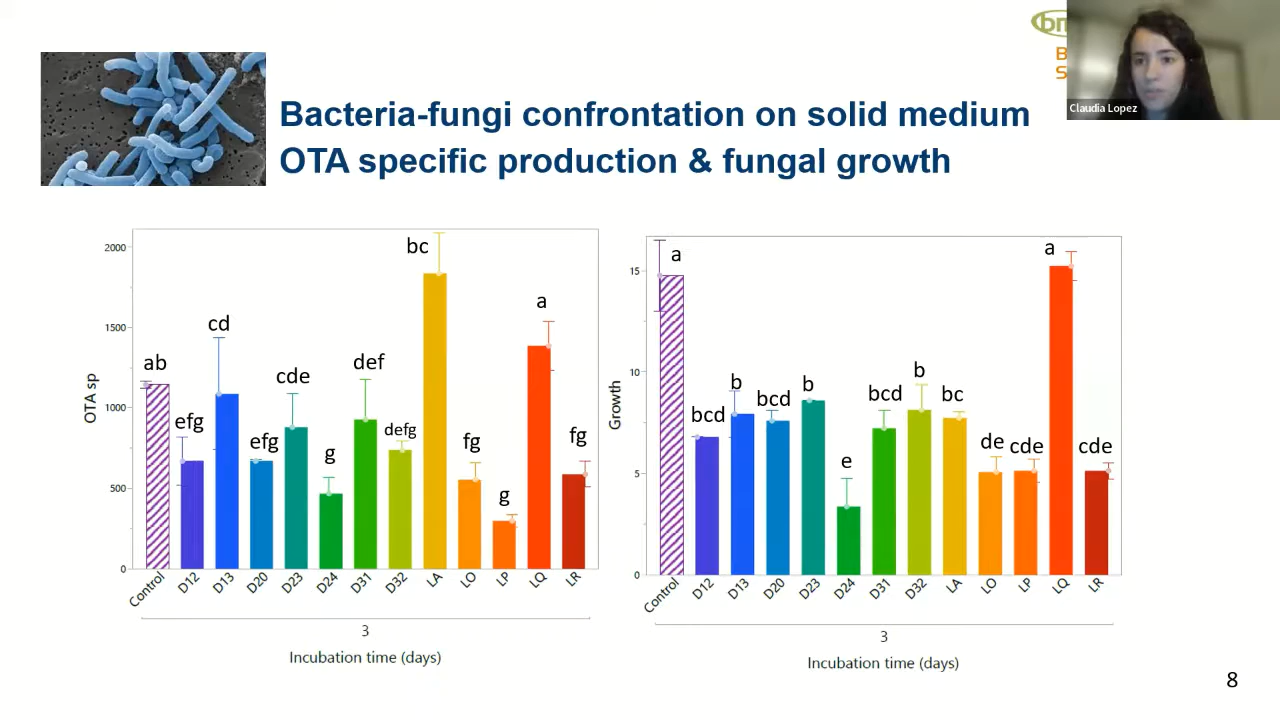 Claudia Lopez
Bacteria-fungi confrontation on solid medium
OTA specific production & fungal growth
OTA sp
2000
1500
1000
500
0
ab
efg
cd
efg
cde
g
def
defg
bc
fg
g
a
fg
Control
D12
D13
D20
D23
D24
D31
D32
LA
LO
LP
LQ
LR
3
Incubation time (days)
Growth
15
10
5
0
a
bcd
b
bcd
b
e
bcd
b
bc
de
cde
a
cde
Control
D12
D13
D20
D23
D24
D31
D32
LA
LO
LP
LQ
LR
3
Incubation time (days)
8